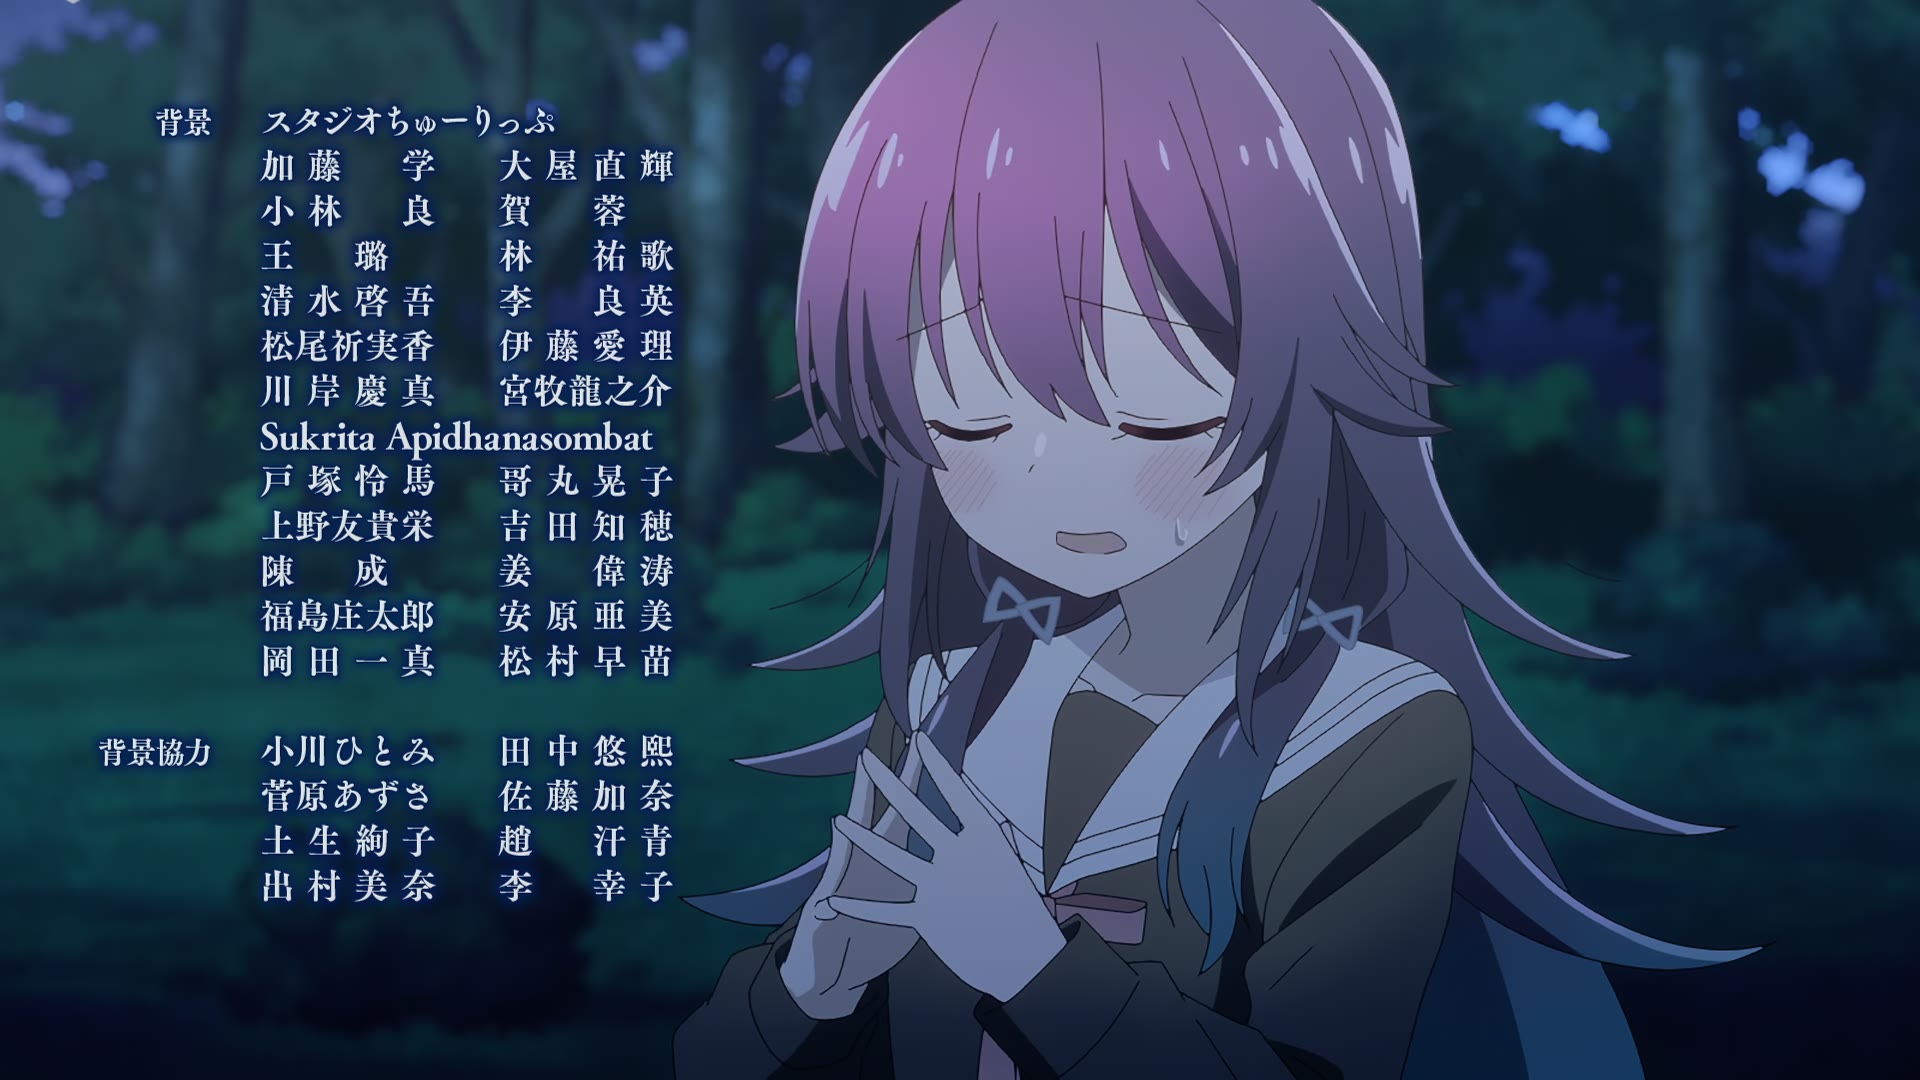 背景 スタジオちゅーりっぷ
加藤 学 大屋直輝
小林 良 賀 蓉
王 璐 林 祐歌
清水啓吾 李 良英
松尾祈実香 伊藤愛理
川岸慶真 宮牧龍之介
Sukrita Apidhanasombat
戸塚怜馬 哥丸晃子
上野友貴栄 吉田知穂
陳 成 姜 偉涛
福島庄太郎 安原亜美
岡田一真 松村早苗
背景協力 小川ひとみ 田中悠熙
菅原あずさ 佐藤加奈
土生絢子 趙 汗青
出村美奈 李 幸子